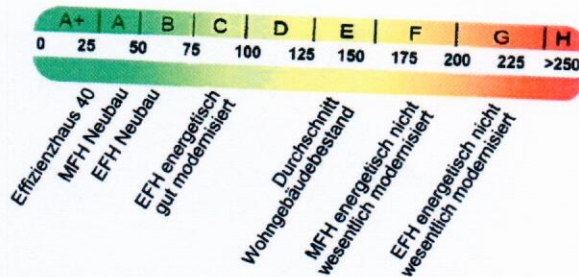 A+ A B C D E F G H
0 25 50 75 100 125 150 175 200 225 >250
Effizienzhaus 40
MFH Neubau
EFH Neubau
EFH energetisch
gut modernisiert
Durchschnitt
Wohngebäudebestand
MFH energetisch nicht
wesentlich modernisiert
EFH energetisch nicht
wesentlich modernisiert